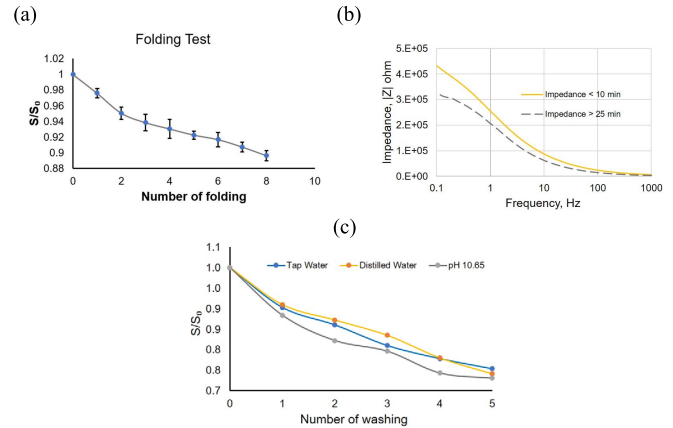 (a)
Folding Test
1.02
1
0.98
0.96
0.94
0.92
0.9
0.88
S/S0
0 2 4 6 8 10
Number of folding
(b)
5.E+05
4.E+05
3.E+05
2.E+05
1.E+05
0.E+00
Impedance, |Z| ohm
Impedance < 10 min
Impedance > 25 min
0.1 1 10 100 1000
Frequency, Hz
(c)
1.1
1.0
1.0
0.9
0.9
0.8
0.8
0.7
S/S0
Tap Water Distilled Water pH 10.65
0 1 2 3 4 5
Number of washing